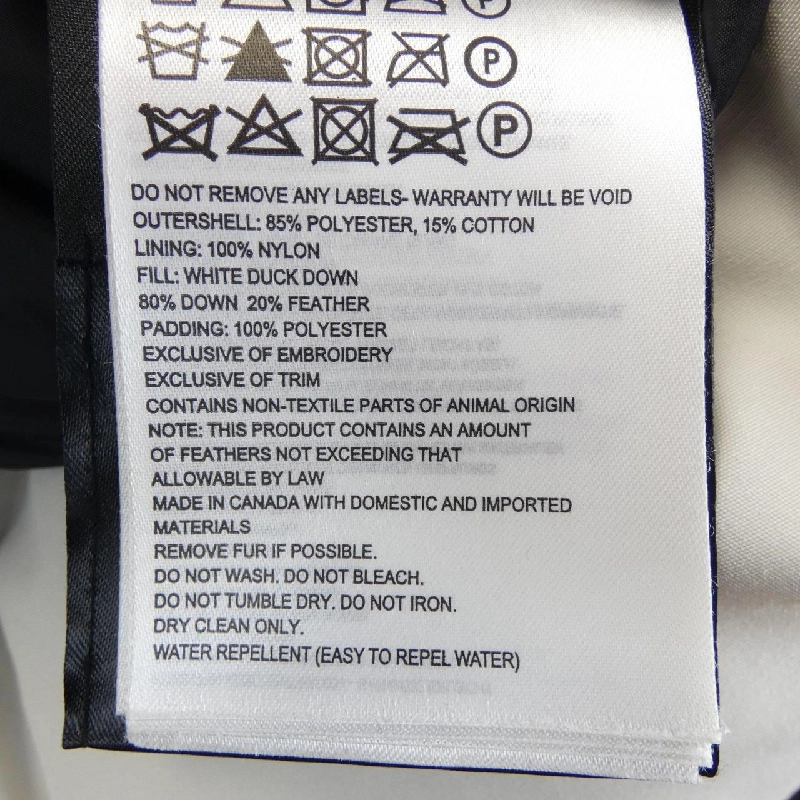 P
P
P
DO NOT REMOVE ANY LABELS- WARRANTY WILL BE VOID
OUTERSHELL: 85% POLYESTER, 15% COTTON
LINING: 100% NYLON
FILL: WHITE DUCK DOWN
80% DOWN 20% FEATHER
PADDING: 100% POLYESTER
EXCLUSIVE OF EMBROIDERY
EXCLUSIVE OF TRIM
CONTAINS NON-TEXTILE PARTS OF ANIMAL ORIGIN
NOTE: THIS PRODUCT CONTAINS AN AMOUNT
OF FEATHERS NOT EXCEEDING THAT
ALLOWABLE BY LAW
MADE IN CANADA WITH DOMESTIC AND IMPORTED
MATERIALS
REMOVE FUR IF POSSIBLE.
DO NOT WASH. DO NOT BLEACH.
DO NOT TUMBLE DRY. DO NOT IRON.
DRY CLEAN ONLY.
WATER REPELLENT (EASY TO REPEL WATER)